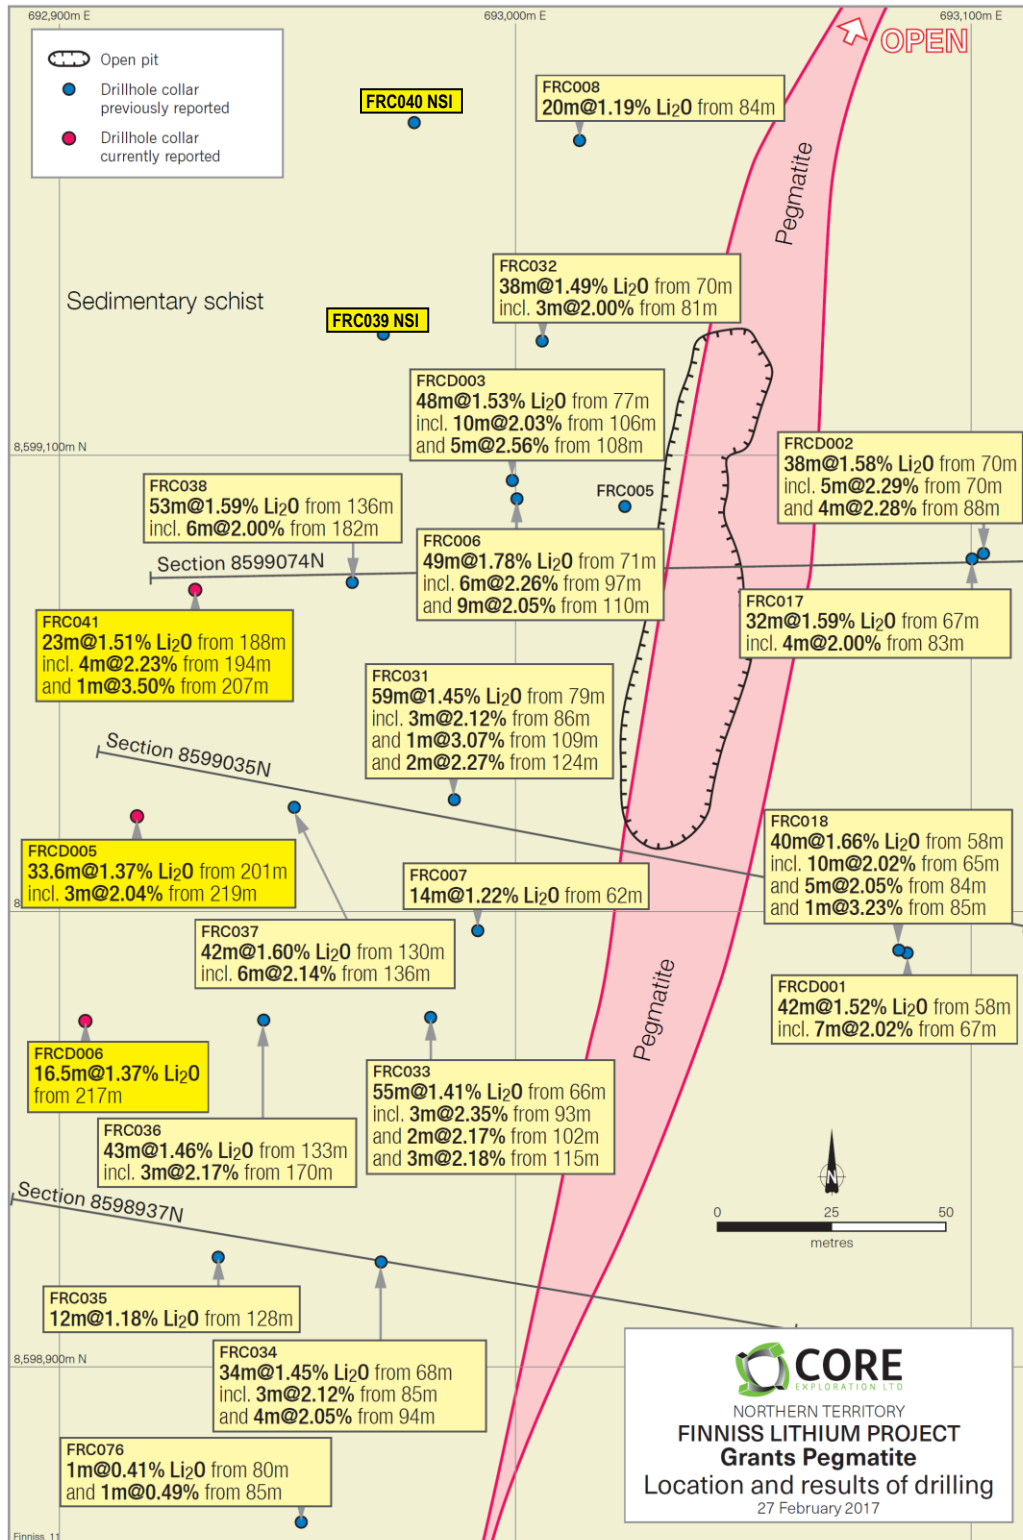 692,900m E
693,000m E
693,100m E
OPEN
Open pit
Drillhole collar
previously reported
Drillhole collar
currently reported
FRC040 NSI
FRC008
20m@1.19% Li2O from 84m
Pegmatite
Sedimentary schist
FRC032
38m@1.49% Li2O from 70m
incl. 3m@2.00% from 81m
FRC039 NSI
FRCD003
48m@1.53% Li2O from 77m
incl. 10m@2.03% from 106m
and 5m@2.56% from 108m
8,599,100m N
FRCD002
38m@1.58% Li2O from 70m
incl. 5m@2.29% from 70m
and 4m@2.28% from 88m
FRC038
53m@1.59% Li2O from 136m
incl. 6m@2.00% from 182m
FRC005
Section 8599074N
FRC006
49m@1.78% Li2O from 71m
incl. 6m@2.26% from 97m
and 9m@2.05% from 110m
FRC017
32m@1.59% Li2O from 67m
incl. 4m@2.00% from 83m
FRC041
23m@1.51% Li2O from 188m
incl. 4m@2.23% from 194m
and 1m@3.50% from 207m
FRC031
59m@1.45% Li2O from 79m
incl. 3m@2.12% from 86m
and 1m@3.07% from 109m
and 2m@2.27% from 124m
Section 8599035N
FRC018
40m@1.66% Li2O from 58m
incl. 10m@2.02% from 65m
and 5m@2.05% from 84m
and 1m@3.23% from 85m
FRCD005
33.6m@1.37% Li2O from 201m
incl. 3m@2.04% from 219m
FRC007
14m@1.22% Li2O from 62m
8
FRC037
42m@1.60% Li2O from 130m
incl. 6m@2.14% from 136m
Pegmatite
FRCD001
42m@1.52% Li2O from 58m
incl. 7m@2.02% from 67m
FRCD006
16.5m@1.37% Li2O
from 217m
FRC033
55m@1.41% Li2O from 66m
incl. 3m@2.35% from 93m
and 2m@2.17% from 102m
and 3m@2.18% from 115m
FRC036
43m@1.46% Li2O from 133m
incl. 3m@2.17% from 170m
N
Section 8598937N
0 25 50
metres
FRC035
12m@1.18% Li2O from 128m
FRC034
34m@1.45% Li2O from 68m
incl. 3m@2.12% from 85m
and 4m@2.05% from 94m
8,598,900m N
CORE
EXPLORATION LTD
NORTHERN TERRITORY
FINNISS LITHIUM PROJECT
Grants Pegmatite
Location and results of drilling
27 February 2017
FRC076
1m@0.41% Li2O from 80m
and 1m@0.49% from 85m
Finniss_11